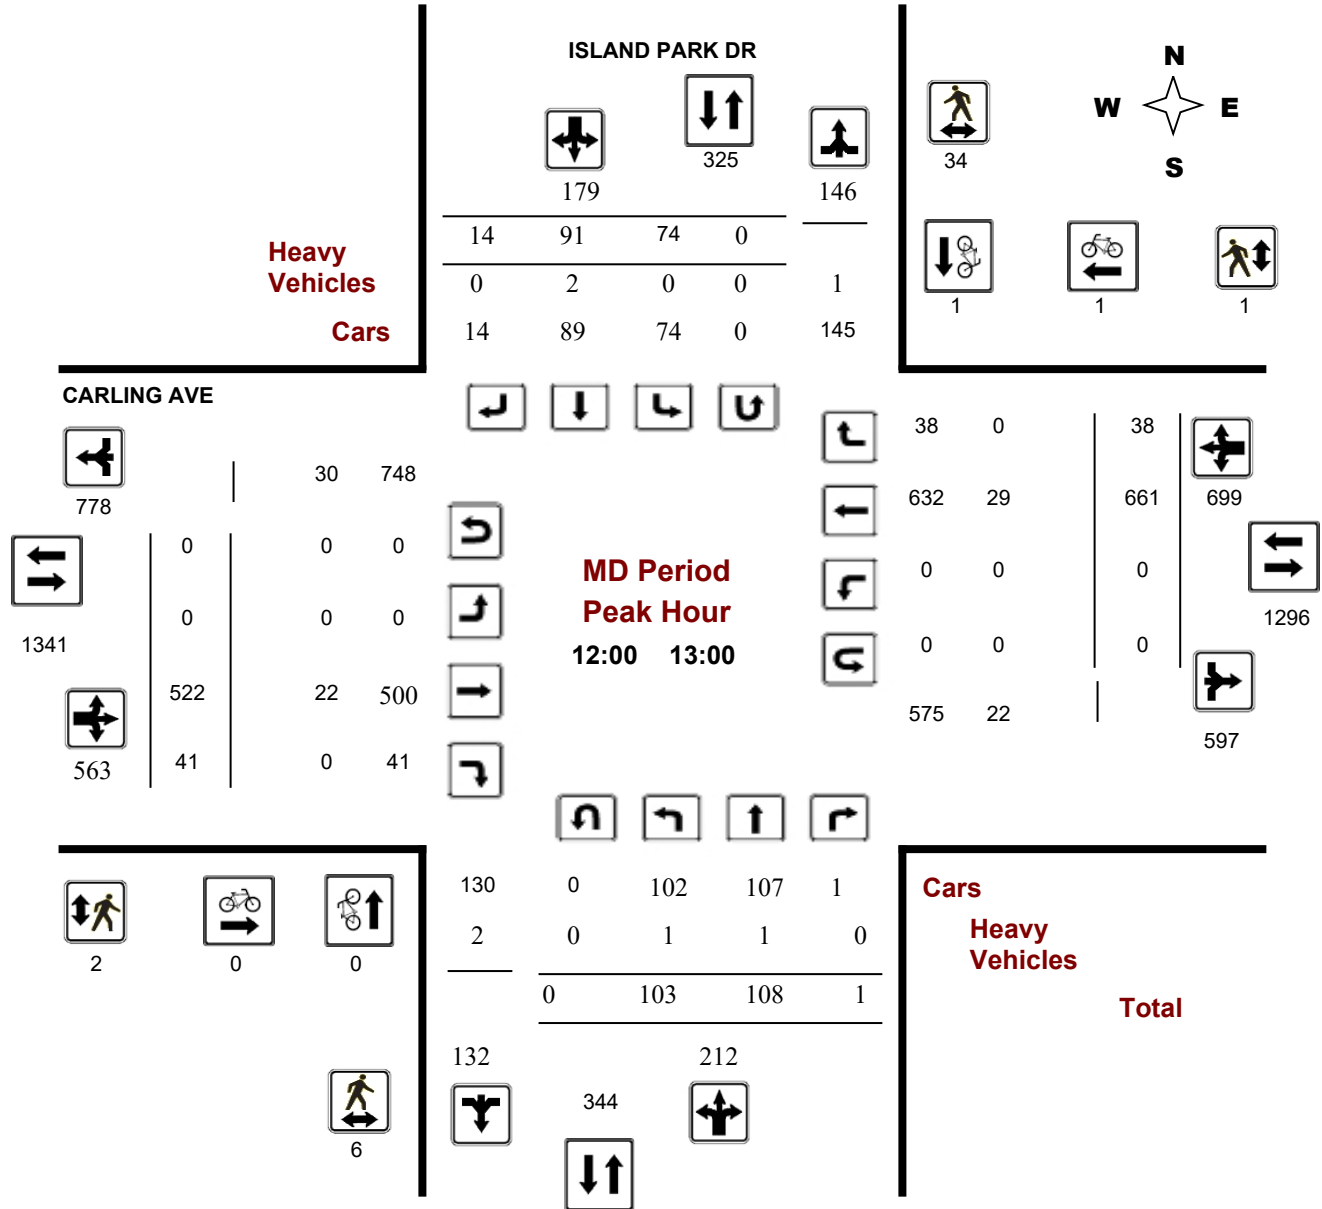 ISLAND PARK DR
N
W E
S
325
34
179 146
14 91 74 0
Heavy
Vehicles
0 2 0 0 1
1 1 1
Cars
14 89 74 0 145
CARLING AVE
38 0 38
30 748
778
632 29 661 699
0 0 0
MD Period
0 0 0
0 0 0
Peak Hour
1296
1341
12:00 13:00
0 0 0
522 22 500
575 22
597
563
41 0 41
130 0 102 107 1
Cars
2 0 1 1 0
Heavy
Vehicles
2 0 0
0 103 108 1
Total
132 212
344
6